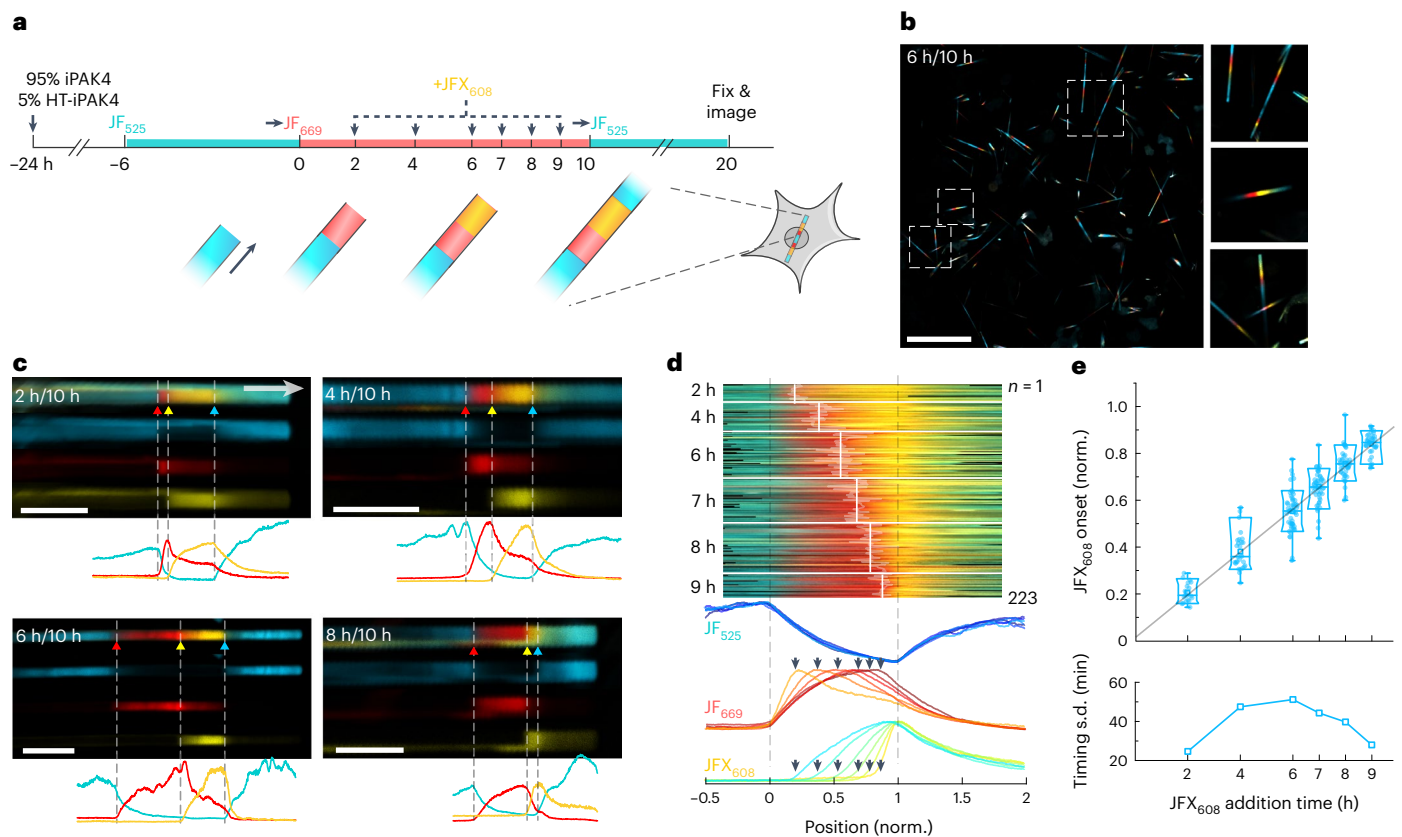 a
95% iPAK4
5% HT-iPAK4
JF525
JF669
+JFX608
JF525
Fix &
image
–24 h
–6
0
2
4
6
7
8
9
10
20
b
6 h/10 h
c
2 h/10 h
4 h/10 h
6 h/10 h
8 h/10 h
d
2 h
4 h
6 h
7 h
8 h
9 h
n = 1
223
JF525
JF669
JFX608
–0.5
0
0.5
1
1.5
2
Position (norm.)
e
JFX608 onset (norm.)
1.0
0.8
0.6
0.4
0.2
0
Timing s.d. (min)
60
40
20
2
4
6
7
8
9
JFX608 addition time (h)